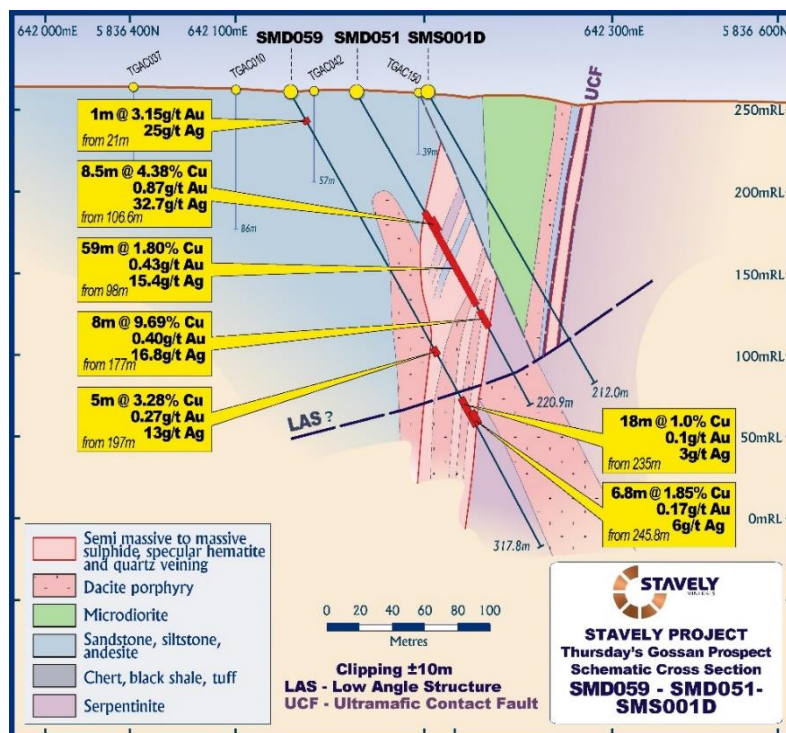 642 000mE
5 836 400N
642 100mE
642 300mE
5 836 600N
SMD059
SMD051
SMS001D
TGAC037
TGAC010
TGAC042
TGAC150
UCF
250mRL
200mRL
150mRL
100mRL
50mRL
0mRL
1m @ 3.15g/t Au
25g/t Ag
from 21m
8.5m @ 4.38% Cu
0.87g/t Au
32.7g/t Ag
from 106.6m
59m @ 1.80% Cu
0.43g/t Au
15.4g/t Ag
from 98m
8m @ 9.69% Cu
0.40g/t Au
16.8g/t Ag
from 177m
5m @ 3.28% Cu
0.27g/t Au
13g/t Ag
from 197m
39m
57m
86m
212.0m
220.9m
LAS ?
18m @ 1.0% Cu
0.1g/t Au
3g/t Ag
from 235m
6.8m @ 1.85% Cu
0.17g/t Au
6g/t Ag
from 245.8m
317.8m
Semi massive to massive
sulphide, specular hematite
and quartz veining
Dacite porphyry
Microdiorite
Sandstone, siltstone,
andesite
Chert, black shale, tuff
Serpentinite
0 20 40 60 80 100
Metres
Clipping ±10m
LAS - Low Angle Structure
UCF - Ultramafic Contact Fault
STAVELY
MINERALS
STAVELY PROJECT
Thursday's Gossan Prospect
Schematic Cross Section
SMD059 - SMD051-
SMS001D